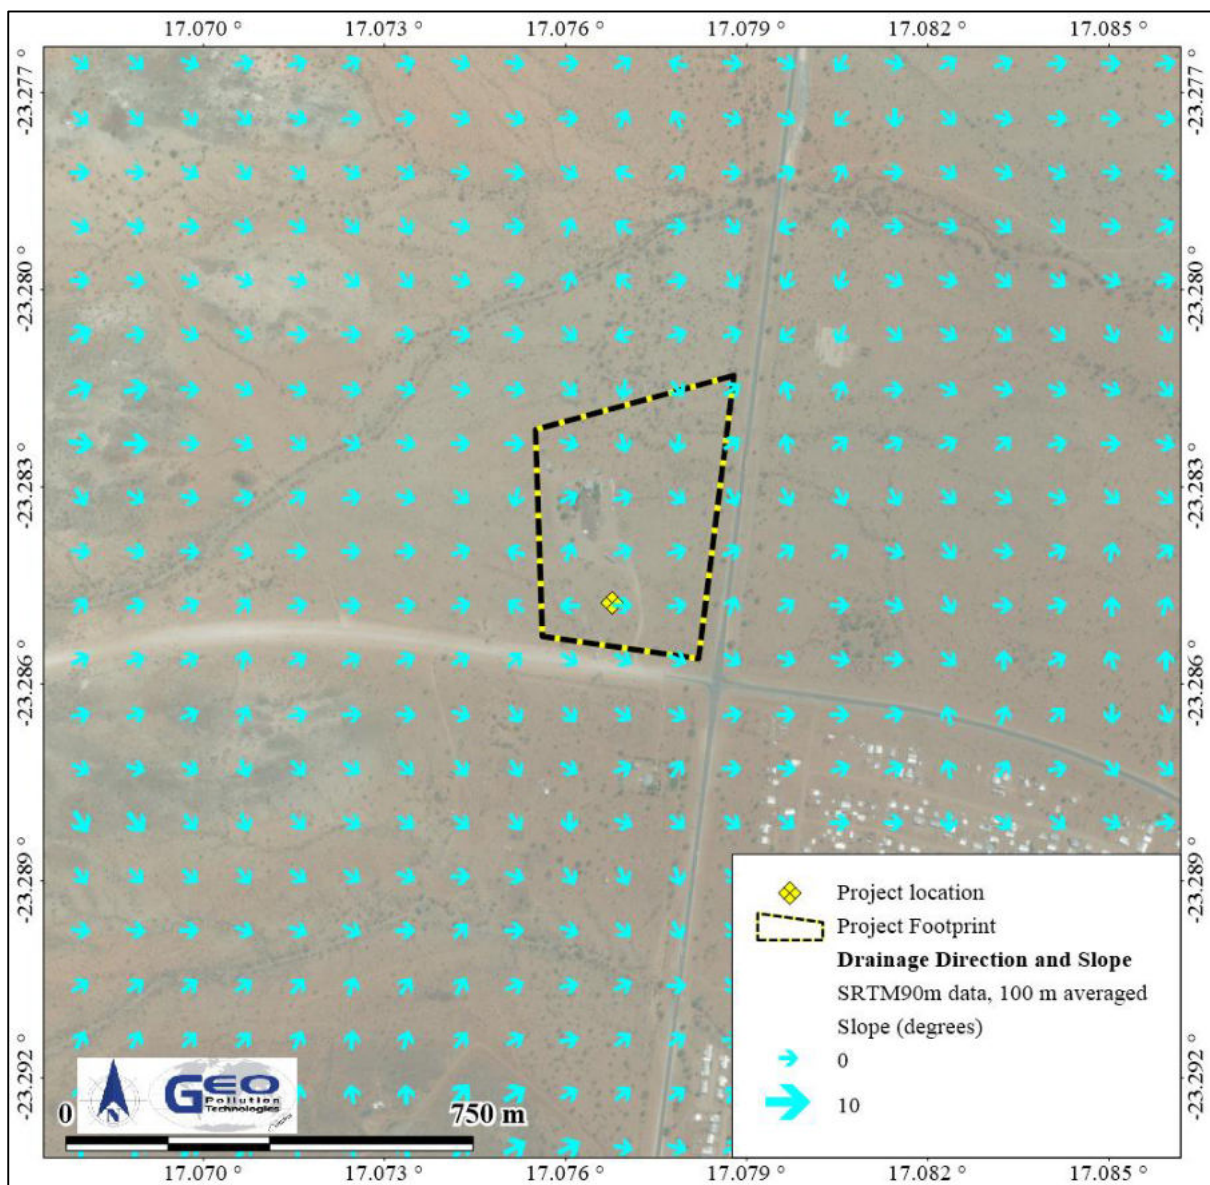 17.070 ° 17.073 ° 17.076 ° 17.079 ° 17.082 ° 17.085 °
-23.277 ° -23.277 °
-23.280 ° -23.280 °
-23.283 ° -23.283 °
-23.286 ° -23.286 °
-23.289 ° -23.289 °
-23.292 ° -23.292 °
Project location
Project Footprint
Drainage Direction and Slope
SRTM90m data, 100 m averaged
Slope (degrees)
0
10
N
GEO
Pollution
Technologies
0 750 m
17.070 ° 17.073 ° 17.076 ° 17.079 ° 17.082 ° 17.085 °